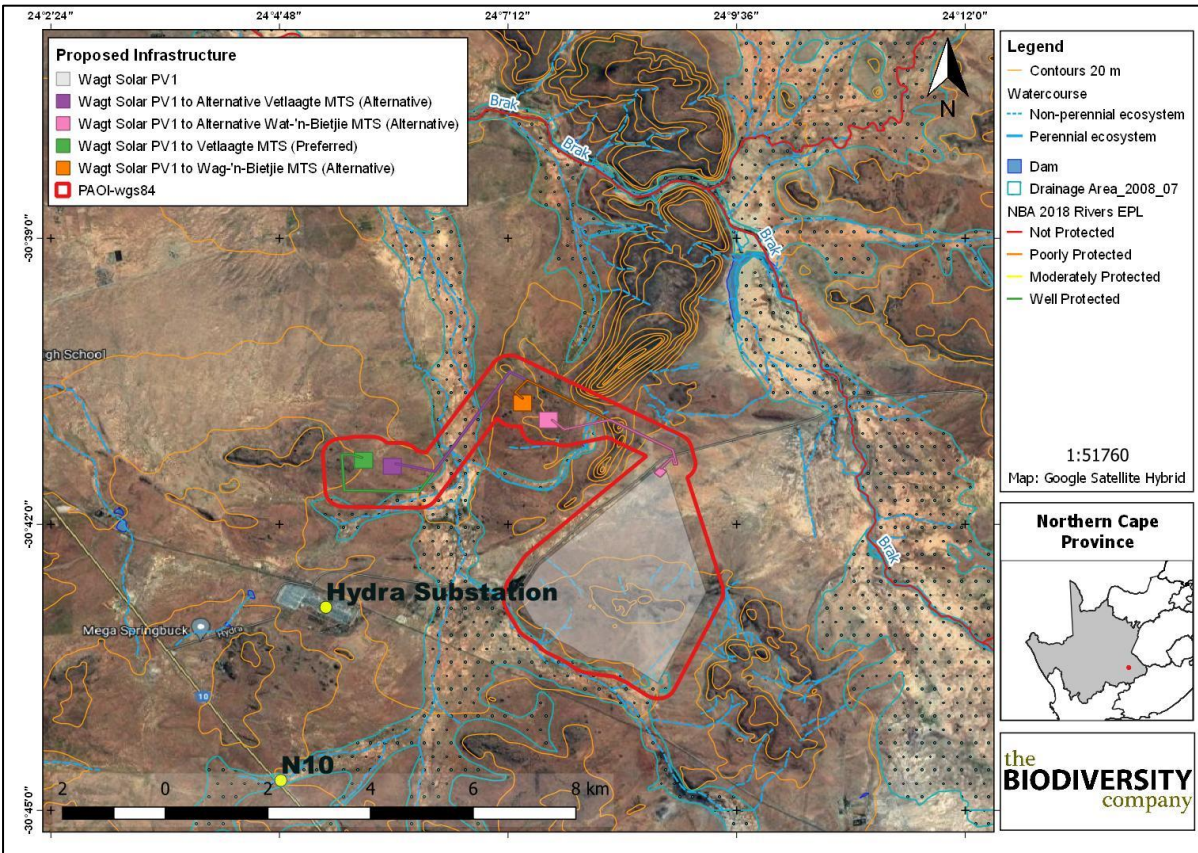 24°2'24" 24°4'48" 24°7'12" 24°9'36" 24°12'0"
-30°39'0"
-30°42'0"
-30°45'0"
Proposed Infrastructure
Wagt Solar PV1
Wagt Solar PV1 to Alternative Vetlaagte MTS (Alternative)
Wagt Solar PV1 to Alternative Wat-'n-Bietjie MTS (Alternative)
Wagt Solar PV1 to Vetlaagte MTS (Preferred)
Wagt Solar PV1 to Wag-'n-Bietjie MTS (Alternative)
PAOI-wgs84
N
Brak
Brak
Brak
Brak
gh School
Hydra Substation
Mega Springbuck
Hydra
10
N10
2 0 2 4 6 8 km
Legend
Contours 20 m
Watercourse
Non-perennial ecosystem
Perennial ecosystem
Dam
Drainage Area_2008_07
NBA 2018 Rivers EPL
Not Protected
Poorly Protected
Moderately Protected
Well Protected
1:51760
Map: Google Satellite Hybrid
Northern Cape
Province
the
BIODIVERSITY
company